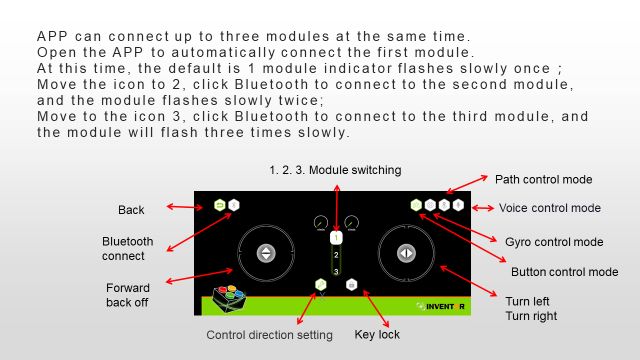 APP can connect up to three modules at the same time.
Open the APP to automatically connect the first module.
At this time, the default is 1 module indicator flashes slowly once ;
Move the icon to 2, click Bluetooth to connect to the second module,
and the module flashes slowly twice;
Move to the icon 3, click Bluetooth to connect to the third module, and
the module will flash three times slowly.
1. 2. 3. Module switching
Path control mode
Back
Voice control mode
Bluetooth
connect
Gyro control mode
1
2
3
Button control mode
Forward
back off
Turn left
Turn right
INVENTOR
Control direction setting
Key lock